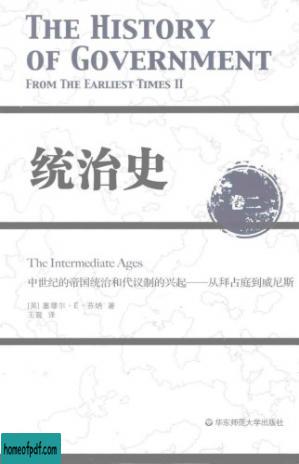 THE HISTORY
OF GOVERNMENT
FROM THE EARLIEST TIMES II
统治史
卷二
The Intermediate Ages
中世纪的帝国统治和代议制的兴起——从拜占庭到威尼斯
[英] 塞缪尔·E·芬纳 著
王震 译
华东师范大学出版社
homeofpdf.com